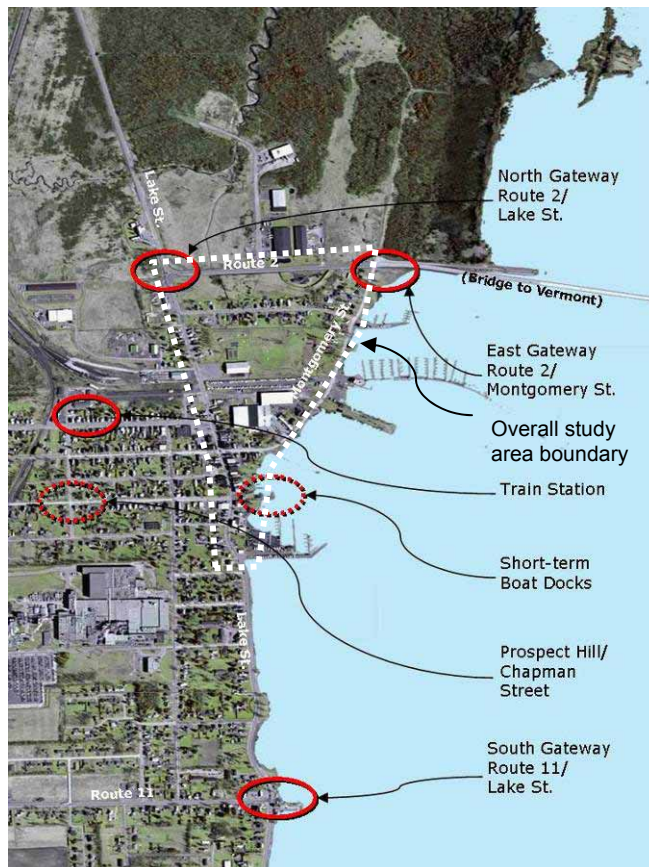 North Gateway
Route 2/
Lake St.
Lake St.
Route 2
(Bridge to Vermont)
Montgomery St.
East Gateway
Route 2/
Montgomery St.
Overall study
area boundary
Train Station
Short-term
Boat Docks
Prospect Hill/
Chapman
Street
Lake St.
South Gateway
Route 11/
Lake St.
Route 11